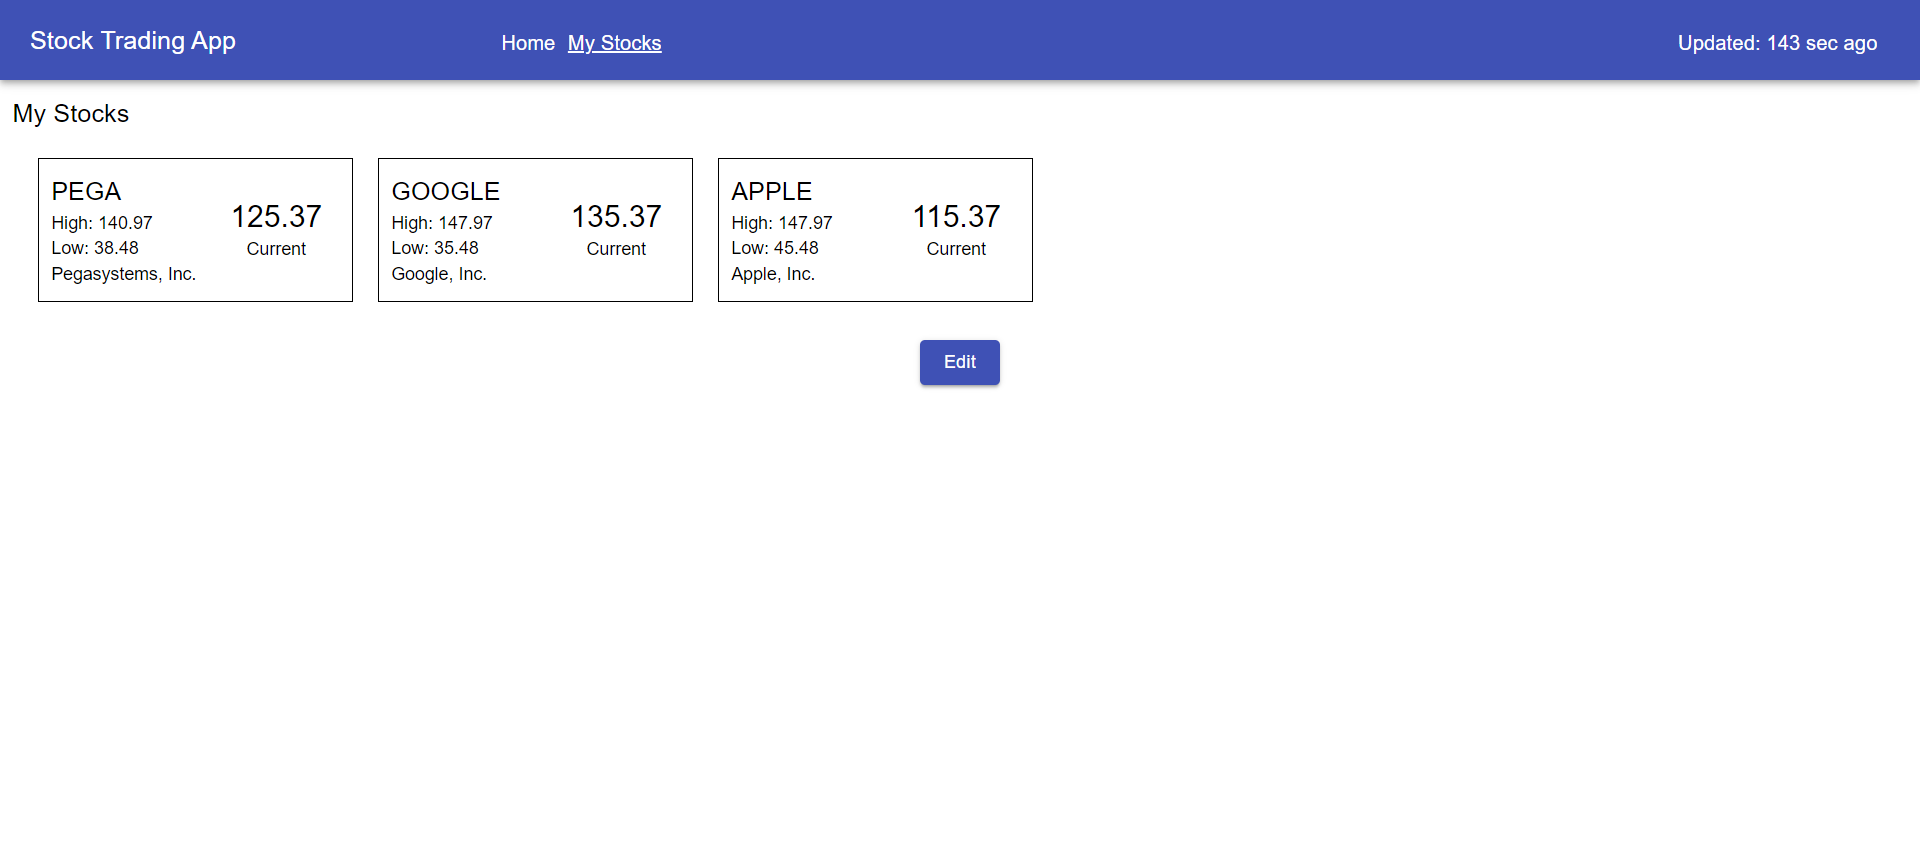 Stock Trading App
Home My Stocks
Updated: 143 sec ago
My Stocks
PEGA
High: 140.97
Low: 38.48
Pegasystems, Inc.
125.37
Current
GOOGLE
High: 147.97
Low: 35.48
Google, Inc.
135.37
Current
APPLE
High: 147.97
Low: 45.48
Apple, Inc.
115.37
Current
Edit